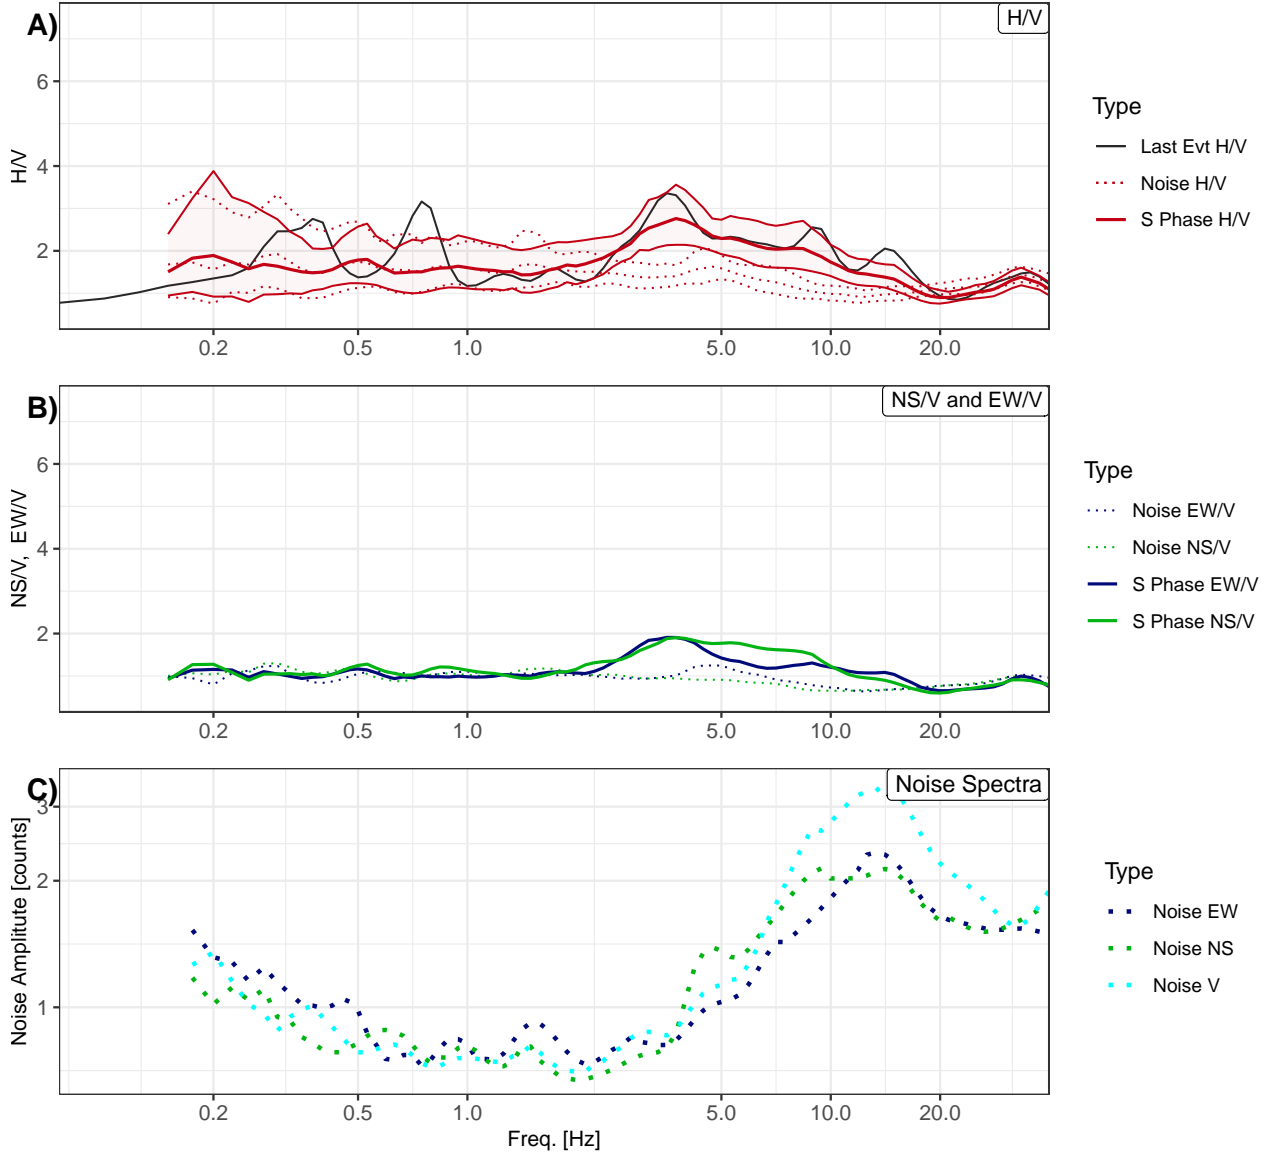 A)
H/V
H/V
6
4
2
0.2 0.5 1.0 5.0 10.0 20.0
Type
Last Evt H/V
Noise H/V
S Phase H/V
B)
NS/V and EW/V
NS/V, EW/V
6
4
2
0.2 0.5 1.0 5.0 10.0 20.0
Type
Noise EW/V
Noise NS/V
S Phase EW/V
S Phase NS/V
C)
Noise Spectra
Noise Amplitude [counts]
3
2
1
0.2 0.5 1.0 5.0 10.0 20.0
Freq. [Hz]
Type
Noise EW
Noise NS
Noise V